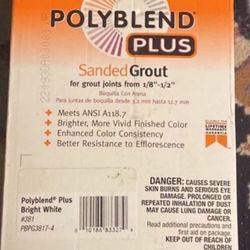 POLYBLEND®
PLUS
Sanded Grout
for grout joints from 1/8"-1/2"
Boquilla Con Arena
Para juntas de boquilla desde 3.2 mm hasta 12.7 mm
• Meets ANSI A118.7
• Brighter, More Vivid Finished Color
• Enhanced Color Consistency
• Better Resistance to Efflorescence
LIFETIME
WARRANTY
Polyblend® Plus
Bright White
#381
PBPG3817-4
DANGER: CAUSES SEVERE
SKIN BURNS AND SERIOUS EYE
DAMAGE. PROLONGED OR
REPEATED INHALATION OF DUST
MAY CAUSE LUNG DAMAGE OR
CANCER.
Read additional precautions and
first aid on package.
KEEP OUT OF REACH OF CHILDREN!